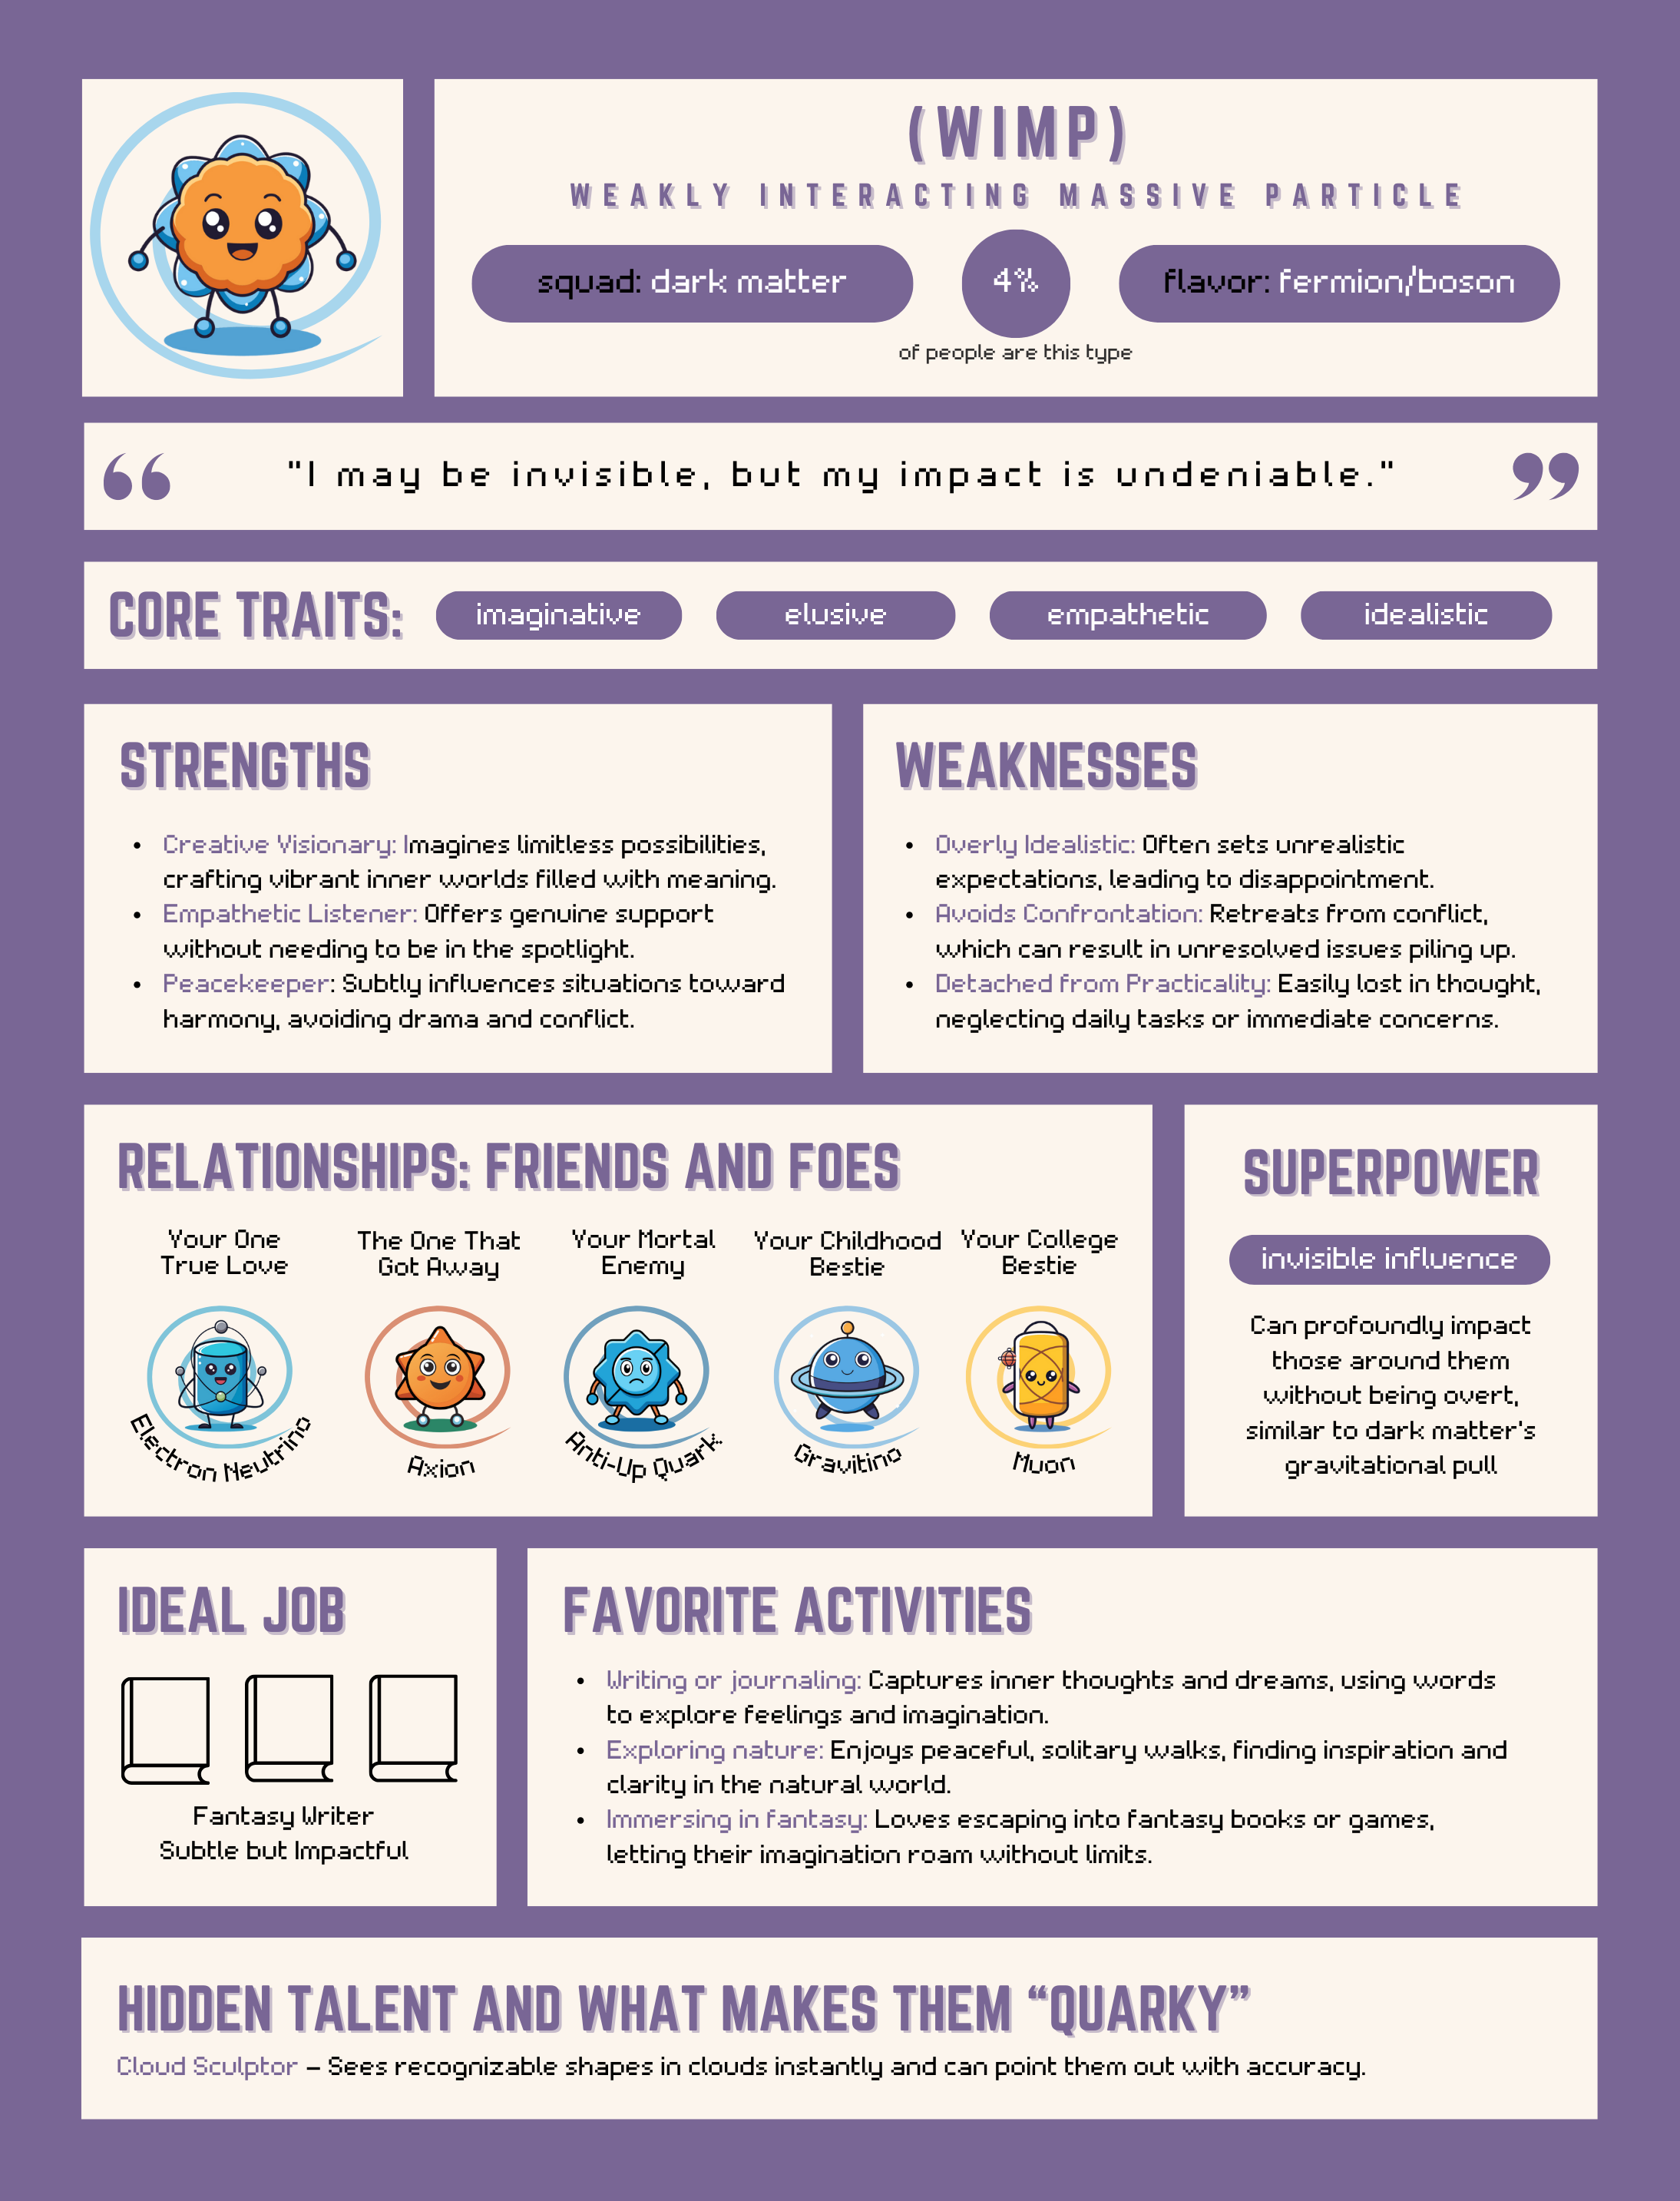 (WIMP)
WEAKLY INTERACTING MASSIVE PARTICLE
squad: dark matter
4%
flavor: fermion/boson
of people are this type
"I may be invisible, but my impact is undeniable."
CORE TRAITS:
imaginative
elusive
empathetic
idealistic
STRENGTHS
• Creative Visionary: Imagines limitless possibilities,
crafting vibrant inner worlds filled with meaning.
• Empathetic Listener: Offers genuine support
without needing to be in the spotlight.
• Peacekeeper: Subtly influences situations toward
harmony, avoiding drama and conflict.
WEAKNESSES
• Overly Idealistic: Often sets unrealistic
expectations, leading to disappointment.
• Avoids Confrontation: Retreats from conflict,
which can result in unresolved issues piling up.
• Detached from Practicality: Easily lost in thought,
neglecting daily tasks or immediate concerns.
RELATIONSHIPS: FRIENDS AND FOES
Your One
True Love
Electron Neutrino
The One That
Got Away
Axion
Your Mortal
Enemy
Anti-Up Quark
Your Childhood
Bestie
Gravitino
Your College
Bestie
Muon
SUPERPOWER
invisible influence
Can profoundly impact
those around them
without being overt,
similar to dark matter's
gravitational pull
IDEAL JOB
Fantasy Writer
Subtle but Impactful
FAVORITE ACTIVITIES
• Writing or journaling: Captures inner thoughts and dreams, using words
to explore feelings and imagination.
• Exploring nature: Enjoys peaceful, solitary walks, finding inspiration and
clarity in the natural world.
• Immersing in fantasy: Loves escaping into fantasy books or games,
letting their imagination roam without limits.
HIDDEN TALENT AND WHAT MAKES THEM “QUARKY”
Cloud Sculptor – Sees recognizable shapes in clouds instantly and can point them out with accuracy.